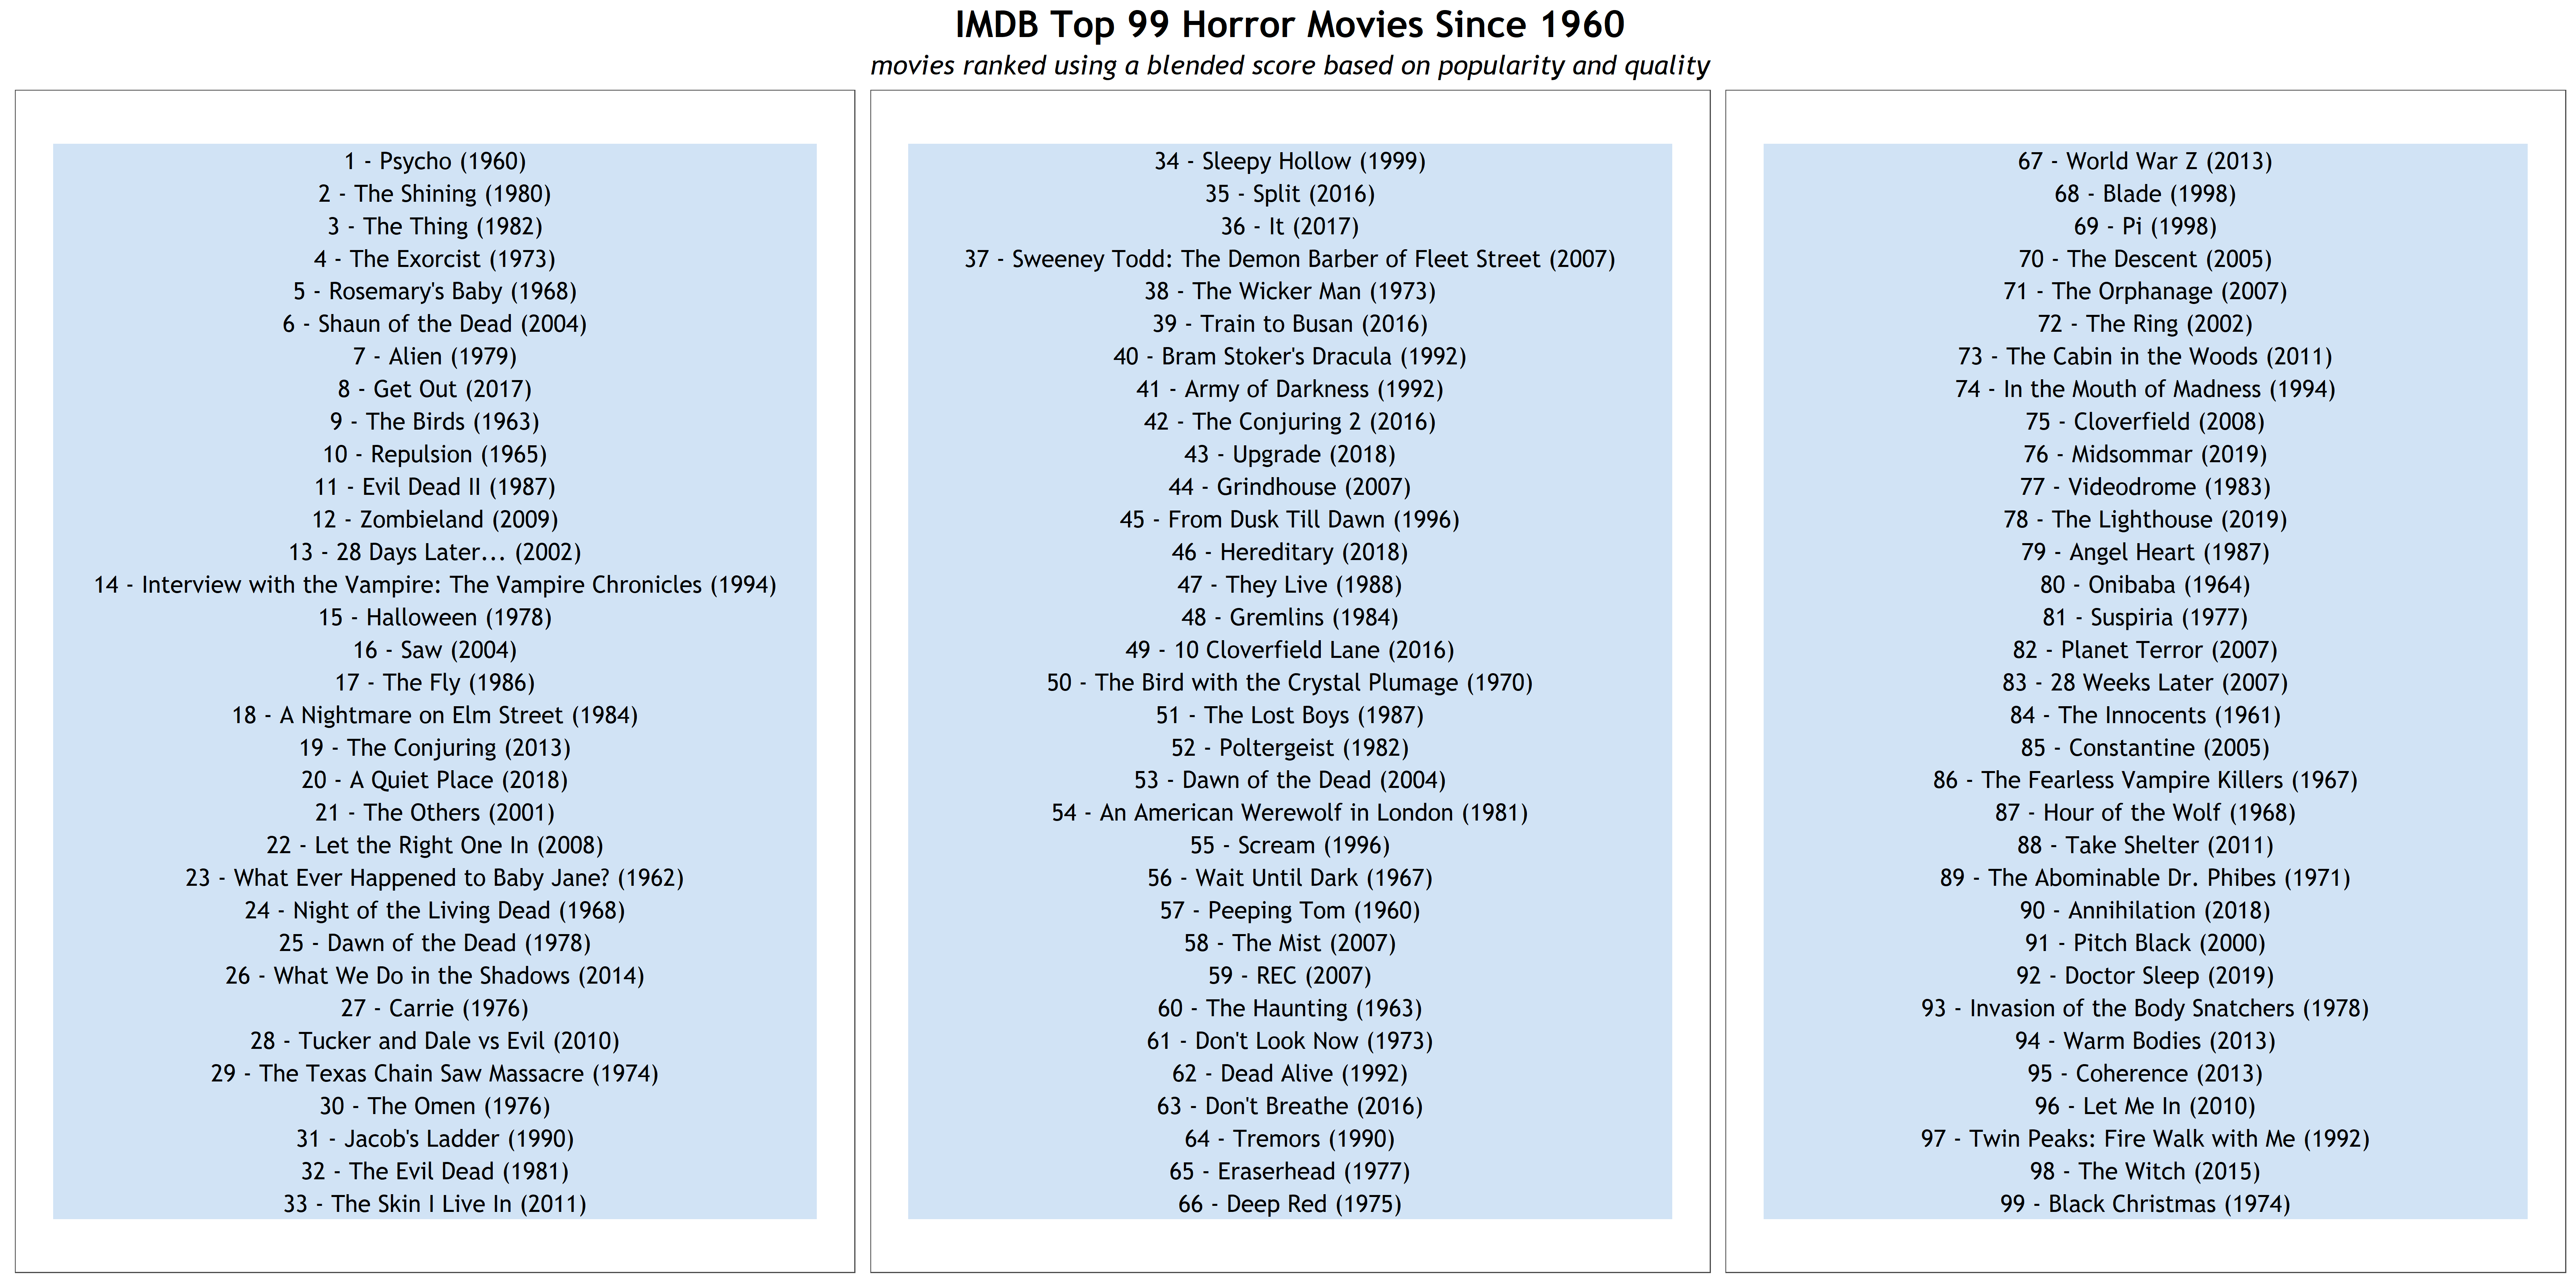 IMDB Top 99 Horror Movies Since 1960
movies ranked using a blended score based on popularity and quality
1 - Psycho (1960)
2 - The Shining (1980)
3 - The Thing (1982)
4 - The Exorcist (1973)
5 - Rosemary's Baby (1968)
6 - Shaun of the Dead (2004)
7 - Alien (1979)
8 - Get Out (2017)
9 - The Birds (1963)
10 - Repulsion (1965)
11 - Evil Dead II (1987)
12 - Zombieland (2009)
13 - 28 Days Later... (2002)
14 - Interview with the Vampire: The Vampire Chronicles (1994)
15 - Halloween (1978)
16 - Saw (2004)
17 - The Fly (1986)
18 - A Nightmare on Elm Street (1984)
19 - The Conjuring (2013)
20 - A Quiet Place (2018)
21 - The Others (2001)
22 - Let the Right One In (2008)
23 - What Ever Happened to Baby Jane? (1962)
24 - Night of the Living Dead (1968)
25 - Dawn of the Dead (1978)
26 - What We Do in the Shadows (2014)
27 - Carrie (1976)
28 - Tucker and Dale vs Evil (2010)
29 - The Texas Chain Saw Massacre (1974)
30 - The Omen (1976)
31 - Jacob's Ladder (1990)
32 - The Evil Dead (1981)
33 - The Skin I Live In (2011)
34 - Sleepy Hollow (1999)
35 - Split (2016)
36 - It (2017)
37 - Sweeney Todd: The Demon Barber of Fleet Street (2007)
38 - The Wicker Man (1973)
39 - Train to Busan (2016)
40 - Bram Stoker's Dracula (1992)
41 - Army of Darkness (1992)
42 - The Conjuring 2 (2016)
43 - Upgrade (2018)
44 - Grindhouse (2007)
45 - From Dusk Till Dawn (1996)
46 - Hereditary (2018)
47 - They Live (1988)
48 - Gremlins (1984)
49 - 10 Cloverfield Lane (2016)
50 - The Bird with the Crystal Plumage (1970)
51 - The Lost Boys (1987)
52 - Poltergeist (1982)
53 - Dawn of the Dead (2004)
54 - An American Werewolf in London (1981)
55 - Scream (1996)
56 - Wait Until Dark (1967)
57 - Peeping Tom (1960)
58 - The Mist (2007)
59 - REC (2007)
60 - The Haunting (1963)
61 - Don't Look Now (1973)
62 - Dead Alive (1992)
63 - Don't Breathe (2016)
64 - Tremors (1990)
65 - Eraserhead (1977)
66 - Deep Red (1975)
67 - World War Z (2013)
68 - Blade (1998)
69 - Pi (1998)
70 - The Descent (2005)
71 - The Orphanage (2007)
72 - The Ring (2002)
73 - The Cabin in the Woods (2011)
74 - In the Mouth of Madness (1994)
75 - Cloverfield (2008)
76 - Midsommar (2019)
77 - Videodrome (1983)
78 - The Lighthouse (2019)
79 - Angel Heart (1987)
80 - Onibaba (1964)
81 - Suspiria (1977)
82 - Planet Terror (2007)
83 - 28 Weeks Later (2007)
84 - The Innocents (1961)
85 - Constantine (2005)
86 - The Fearless Vampire Killers (1967)
87 - Hour of the Wolf (1968)
88 - Take Shelter (2011)
89 - The Abominable Dr. Phibes (1971)
90 - Annihilation (2018)
91 - Pitch Black (2000)
92 - Doctor Sleep (2019)
93 - Invasion of the Body Snatchers (1978)
94 - Warm Bodies (2013)
95 - Coherence (2013)
96 - Let Me In (2010)
97 - Twin Peaks: Fire Walk with Me (1992)
98 - The Witch (2015)
99 - Black Christmas (1974)